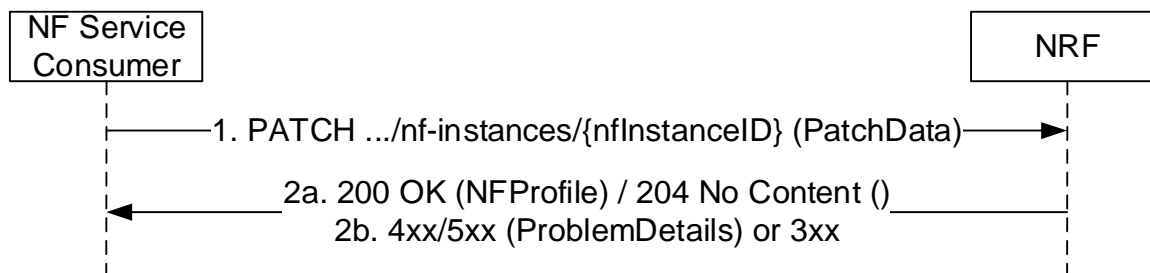 NF Service
Consumer
NRF
1. PATCH .../nf-instances/{nfInstanceID} (PatchData)
2a. 200 OK (NFProfile) / 204 No Content ()
2b. 4xx/5xx (ProblemDetails) or 3xx